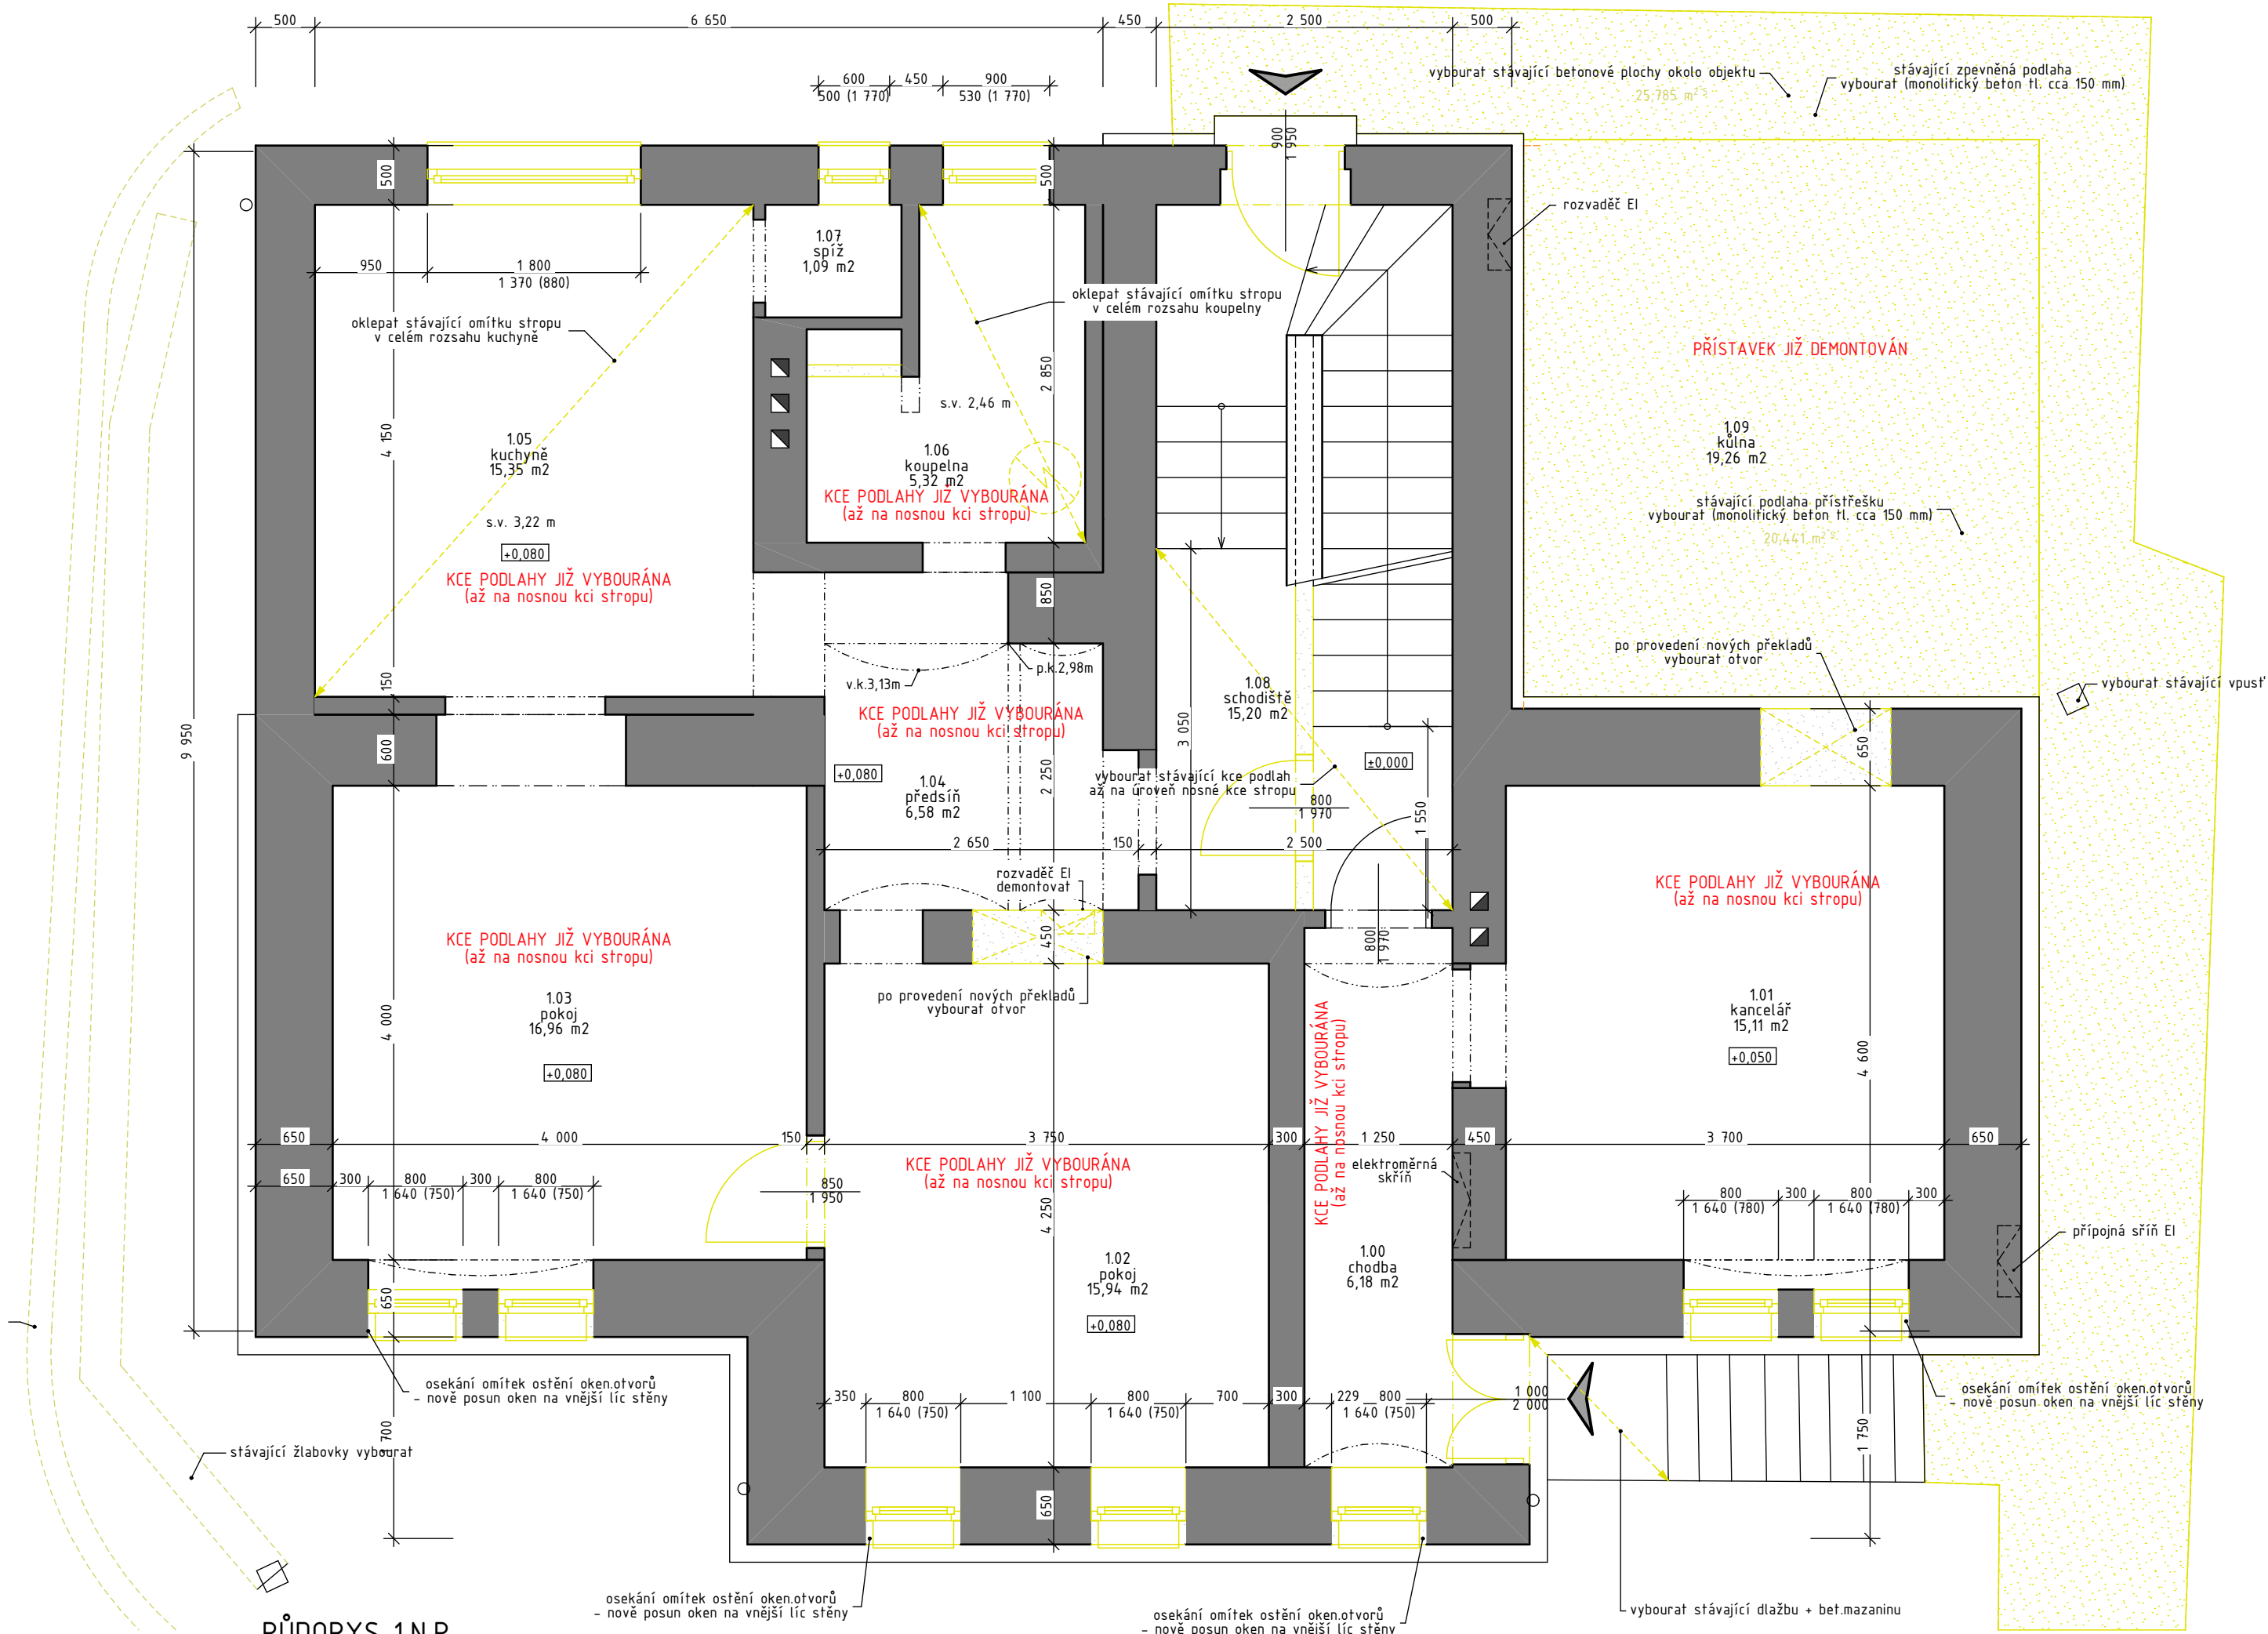 500
6 650
450
2 500
500
600
500 (1 770)
450
900
530 (1 770)
vybourat stávající betonové plochy okolo objektu
25,785 m²
stávající zpevněná podlaha
vybourat (monolitický beton tl. cca 150 mm)
900
1 950
500
500
rozvaděč El
950
1 800
1 370 (880)
1.07
spíž
1,09 m2
oklepat stávající omítku stropu
v celém rozsahu kuchyně
oklepat stávající omítku stropu
v celém rozsahu koupelny
PŘÍSTAVEK JIŽ DEMONTOVÁN
2 850
s.v. 2,46 m
4 150
1.05
kuchyně
15,35 m2
1.06
koupelna
5,32 m2
KCE PODLAHY JIŽ VYBOURÁNA
(až na nosnou kci stropu)
1.09
kůlna
19,26 m2
stávající podlaha přístřešku
vybourat (monolitický beton tl. cca 150 mm)
20,441 m²
s.v. 3,22 m
+0,080
KCE PODLAHY JIŽ VYBOURÁNA
(až na nosnou kci stropu)
850
p.k.2,98m
v.k.3,13m
po provedení nových překladů
vybourat otvor
vybourat stávající vpusť
150
KCE PODLAHY JIŽ VYBOURÁNA
(až na nosnou kci stropu)
1.08
schodiště
15,20 m2
9 950
600
3 050
650
+0,080
1.04
předsíň
6,58 m2
2 250
vybourat stávající kce podlah
až na úroveň nosné kce stropu
±0,000
800
1 970
1 550
2 650
150
2 500
rozvaděč El
demontovat
KCE PODLAHY JIŽ VYBOURÁNA
(až na nosnou kci stropu)
KCE PODLAHY JIŽ VYBOURÁNA
(až na nosnou kci stropu)
450
800
1 970
po provedení nových překladů
vybourat otvor
1.03
pokoj
16,96 m2
4 000
+0,080
KCE PODLAHY JIŽ VYBOURÁNA
(až na nosnou kci stropu)
1.01
kancelář
15,11 m2
+0,050
4 600
650
4 000
150
3 750
300
1 250
450
3 700
650
KCE PODLAHY JIŽ VYBOURÁNA
(až na nosnou kci stropu)
elektroměrná
skříň
650
300
800
1 640 (750)
300
800
1 640 (750)
850
1 950
4 250
800
1 640 (780)
300
800
1 640 (780)
300
přípojná sříň El
1.02
pokoj
15,94 m2
+0,080
1.00
chodba
6,18 m2
650
osekání omítek ostění oken.otvorů
- nově posun oken na vnější líc stěny
350
800
1 640 (750)
1 100
800
1 640 (750)
700
300
229
800
1 640 (750)
1 000
2 000
osekání omítek ostění oken.otvorů
- nově posun oken na vnější líc stěny
1 700
1 750
stávající žlabovky vybourat
650
osekání omítek ostění oken.otvorů
- nově posun oken na vnější líc stěny
osekání omítek ostění oken.otvorů
- nově posun oken na vnější líc stěny
vybourat stávající dlažbu + bet.mazaninu
PŮDORYS 1.N.P.